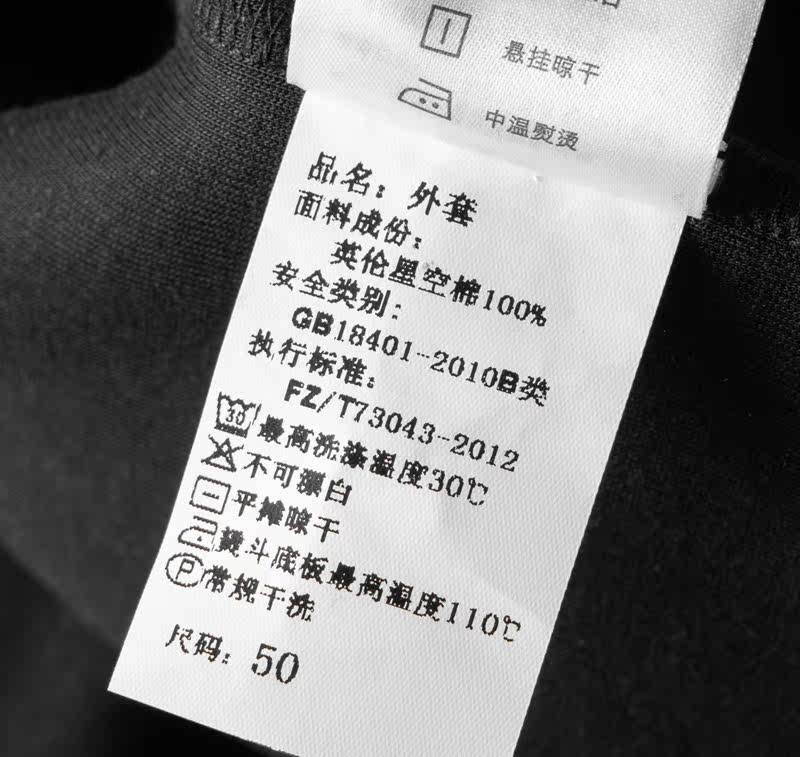 悬挂晾干
中温熨烫
品名：外套
面料成份：
英伦星空棉100%
安全类别：
GB18401-2010B类
执行标准：
FZ/T73043-2012
30 最高洗涤温度30℃
不可漂白
平摊晾干
熨斗底板最高温度110℃
P 常规干洗
尺码：50